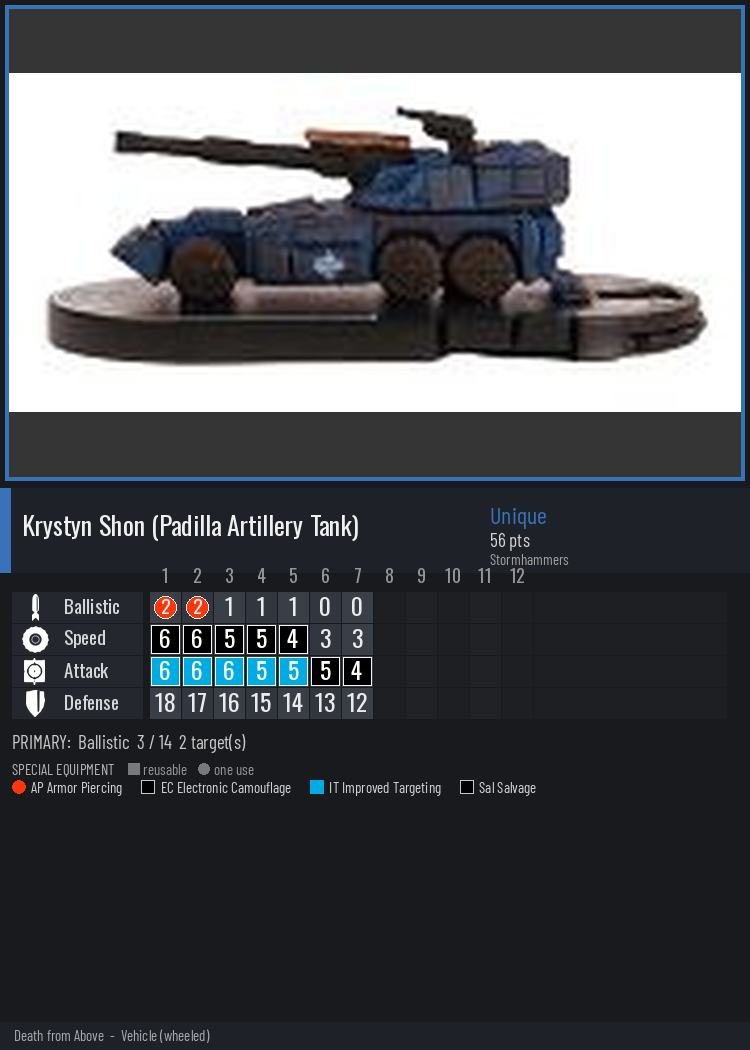 Krystyn Shon (Padilla Artillery Tank)
Unique
56 pts
Stormhammers
1 2 3 4 5 6 7 8 9 10 11 12
Ballistic 2 2 1 1 1 0 0
Speed 6 6 5 5 4 3 3
Attack 6 6 6 5 5 5 4
Defense 18 17 16 15 14 13 12
PRIMARY: Ballistic 3 / 14 2 target(s)
SPECIAL EQUIPMENT reusable one use
AP Armor Piercing EC Electronic Camouflage IT Improved Targeting Sal Salvage
Death from Above - Vehicle (wheeled)